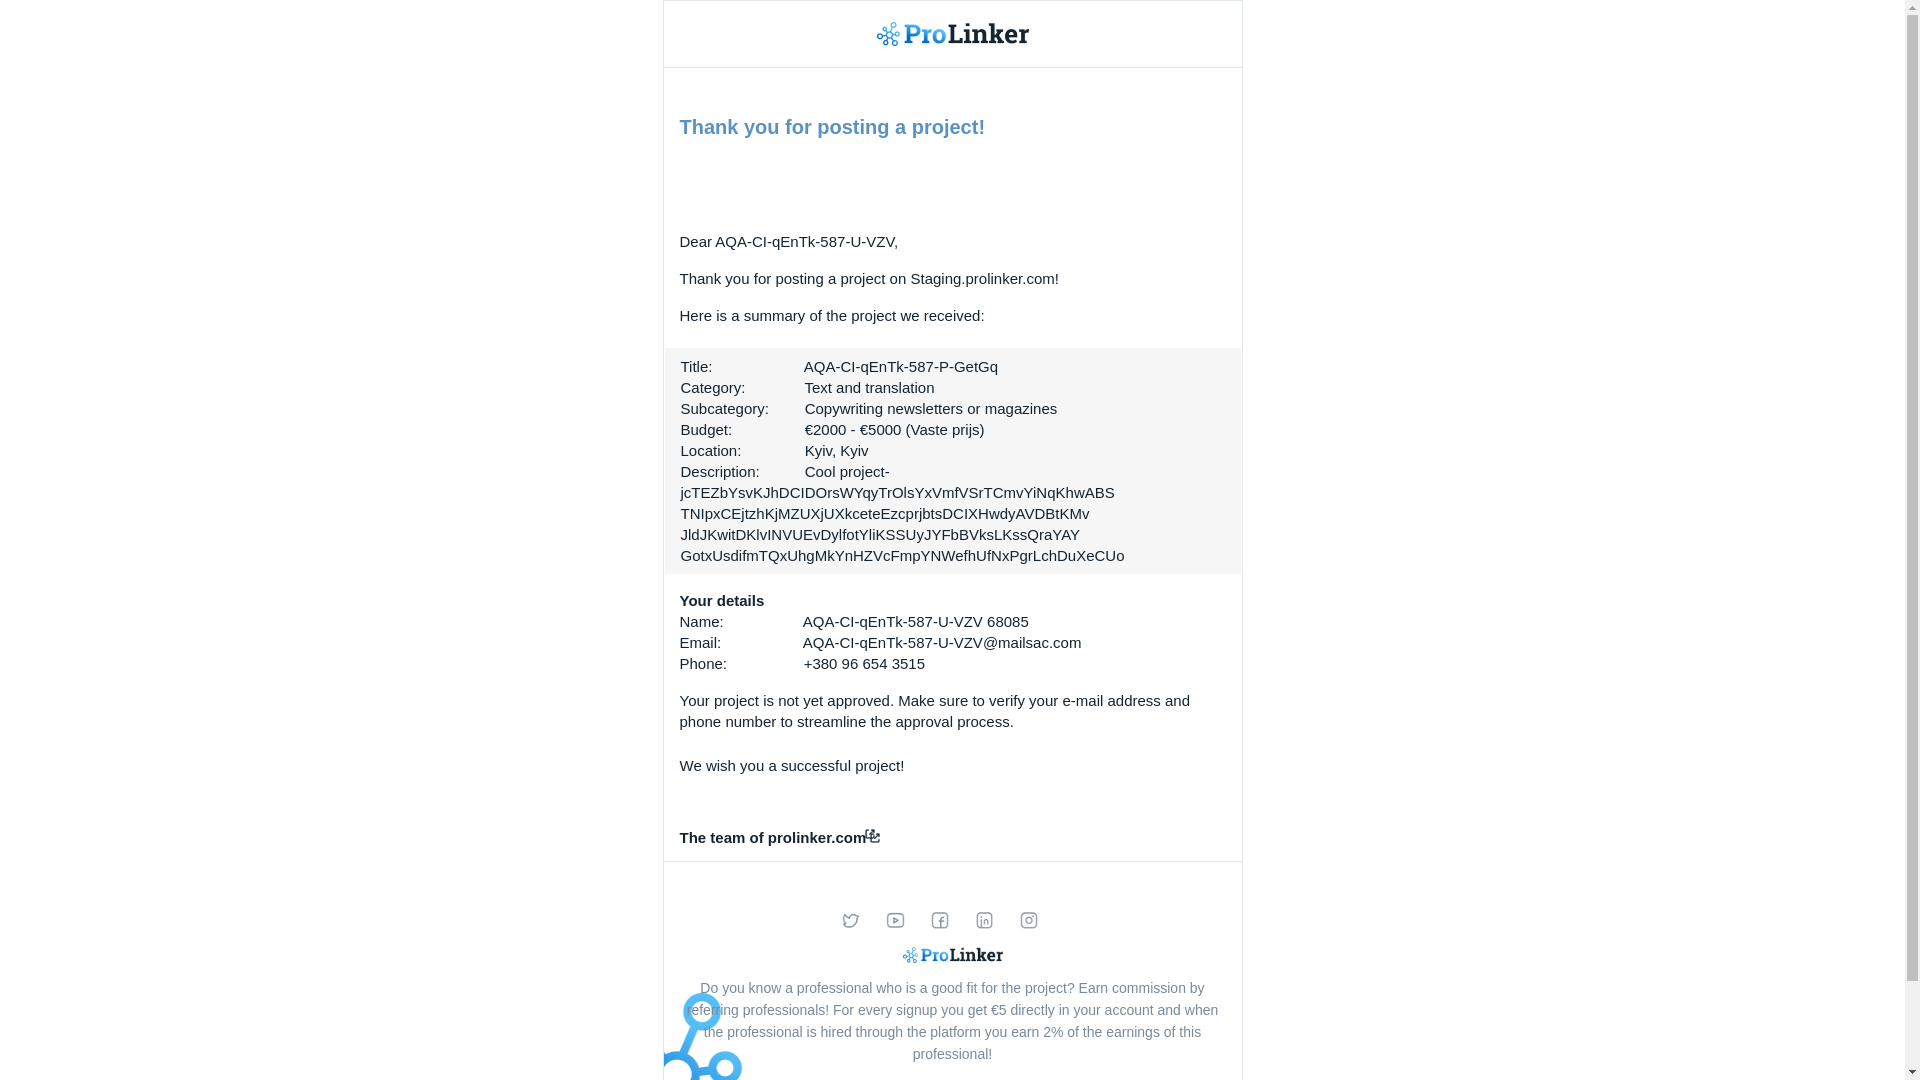 ProLinker
Thank you for posting a project!
Dear AQA-CI-qEnTk-587-U-VZV,
Thank you for posting a project on Staging.prolinker.com!
Here is a summary of the project we received:
Title: AQA-CI-qEnTk-587-P-GetGq
Category: Text and translation
Subcategory: Copywriting newsletters or magazines
Budget: €2000 - €5000 (Vaste prijs)
Location: Kyiv, Kyiv
Description: Cool project-
jcTEZbYsvKJhDCIDOrsWYqyTrOlsYxVmfVSrTCmvYiNqKhwABS
TNIpxCEjtzhKjMZUXjUXkceteEzcprjbtsDCIXHwdyAVDBtKMv
JldJKwitDKlvINVUEvDylfotYliKSSUyJYFbBVksLKssQraYAY
GotxUsdifmTQxUhgMkYnHZVcFmpYNWefhUfNxPgrLchDuXeCUo
Your details
Name: AQA-CI-qEnTk-587-U-VZV 68085
Email: AQA-CI-qEnTk-587-U-VZV@mailsac.com
Phone: +380 96 654 3515
Your project is not yet approved. Make sure to verify your e-mail address and
phone number to streamline the approval process.
We wish you a successful project!
The team of prolinker.com
ProLinker
Do you know a professional who is a good fit for the project? Earn commission by
referring professionals! For every signup you get €5 directly in your account and when
the professional is hired through the platform you earn 2% of the earnings of this
professional!